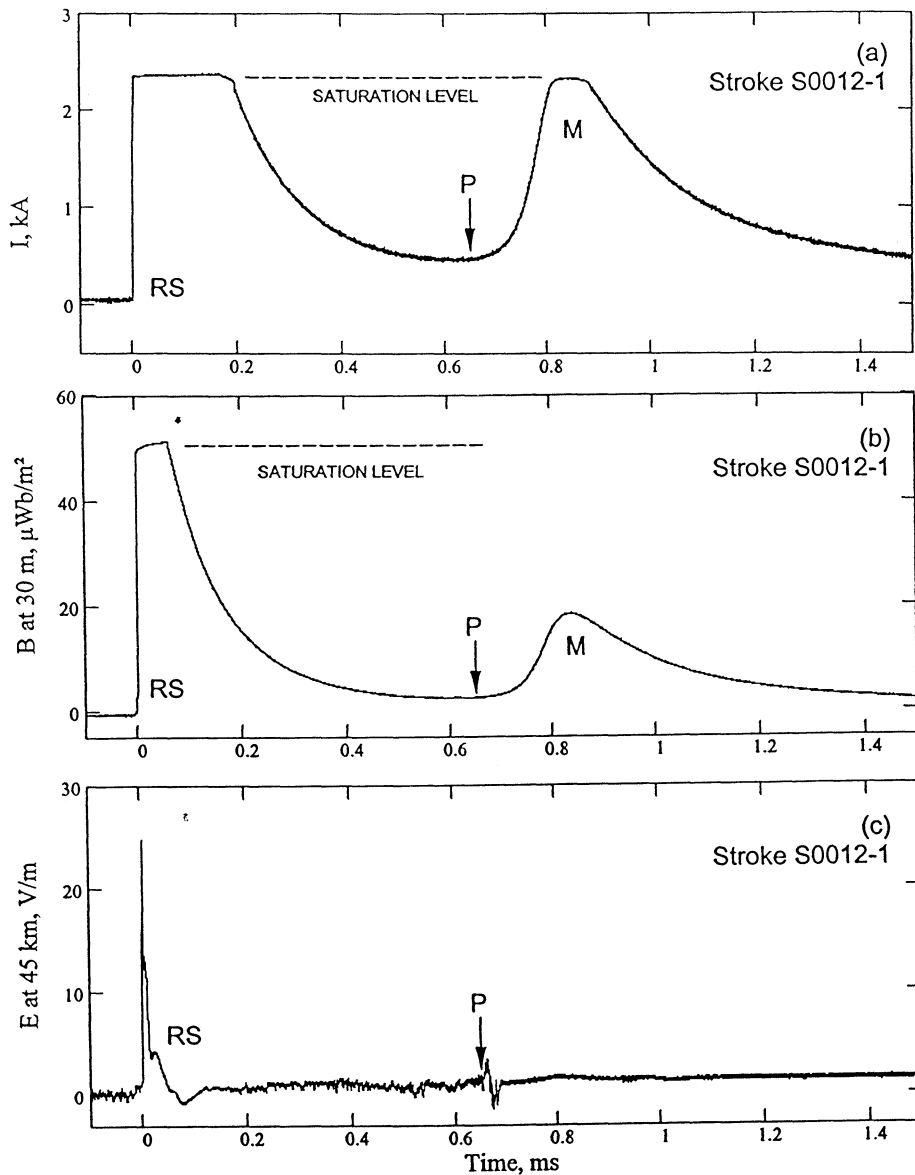 (a)
Stroke S0012-1
3
2
1
0
I, kA
SATURATION LEVEL
P
M
RS
0 0.2 0.4 0.6 0.8 1 1.2 1.4
(b)
Stroke S0012-1
60
40
20
0
B at 30 m, μWb/m²
SATURATION LEVEL
P
M
RS
0 0.2 0.4 0.6 0.8 1 1.2 1.4
(c)
Stroke S0012-1
30
20
10
0
E at 45 km, V/m
P
RS
0 0.2 0.4 0.6 0.8 1 1.2 1.4
Time, ms